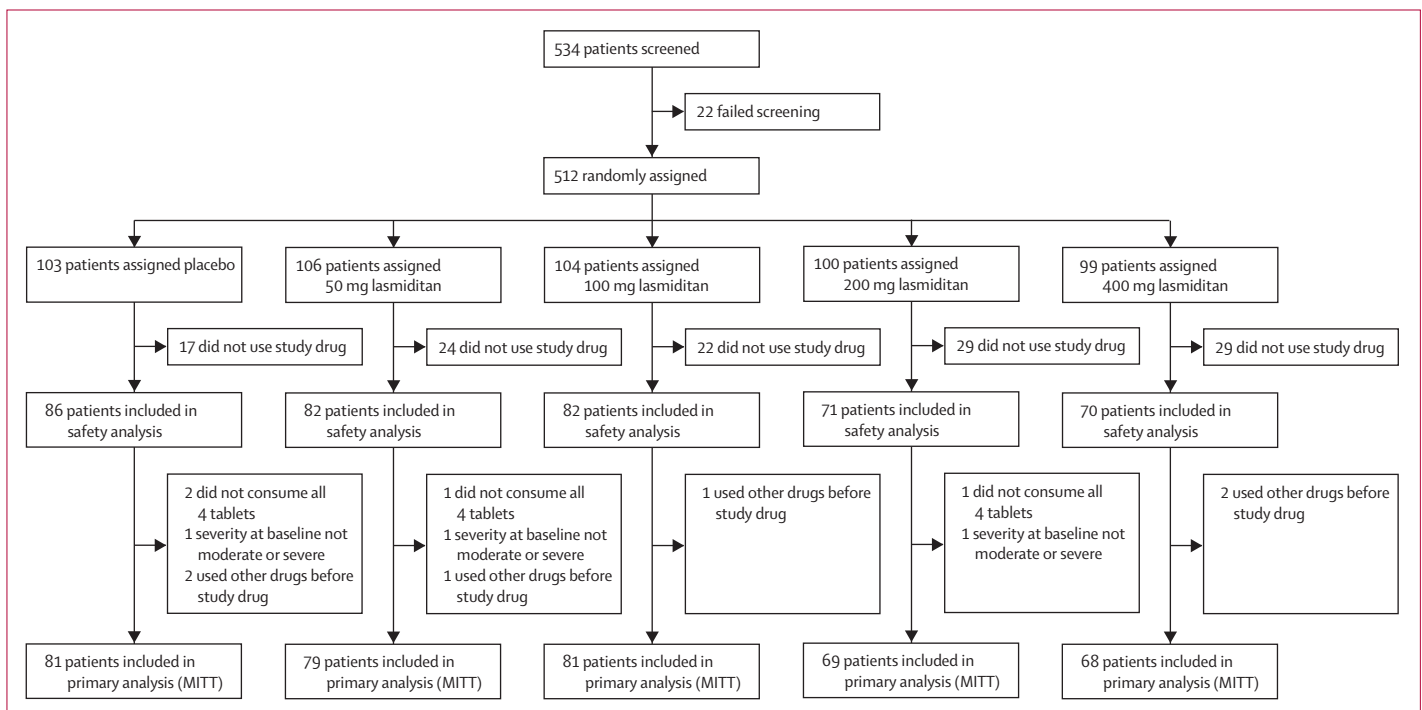 534 patients screened
22 failed screening
512 randomly assigned
103 patients assigned placebo
106 patients assigned
50 mg lasmiditan
104 patients assigned
100 mg lasmiditan
100 patients assigned
200 mg lasmiditan
99 patients assigned
400 mg lasmiditan
17 did not use study drug
24 did not use study drug
22 did not use study drug
29 did not use study drug
29 did not use study drug
86 patients included in
safety analysis
82 patients included in
safety analysis
82 patients included in
safety analysis
71 patients included in
safety analysis
70 patients included in
safety analysis
2 did not consume all
4 tablets
1 severity at baseline not
moderate or severe
2 used other drugs before
study drug
1 did not consume all
4 tablets
1 severity at baseline not
moderate or severe
1 used other drugs before
study drug
1 used other drugs before
study drug
1 did not consume all
4 tablets
1 severity at baseline not
moderate or severe
2 used other drugs before
study drug
81 patients included in
primary analysis (MITT)
79 patients included in
primary analysis (MITT)
81 patients included in
primary analysis (MITT)
69 patients included in
primary analysis (MITT)
68 patients included in
primary analysis (MITT)